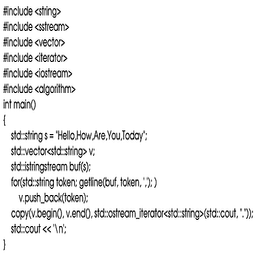 #include <string>
#include <sstream>
#include <vector>
#include <iterator>
#include <iostream>
#include <algorithm>
int main()
{
std::string s = "Hello,How,Are,You,Today";
std::vector<std::string> v;
std::istringstream buf(s);
for(std::string token; getline(buf, token, ','); )
v.push_back(token);
copy(v.begin(), v.end(), std::ostream_iterator<std::string>(std::cout, "."));
std::cout << '\n';
}